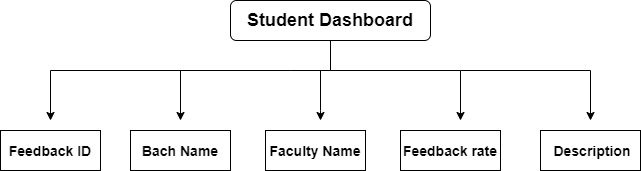 Student Dashboard
Feedback ID
Bach Name
Faculty Name
Feedback rate
Description